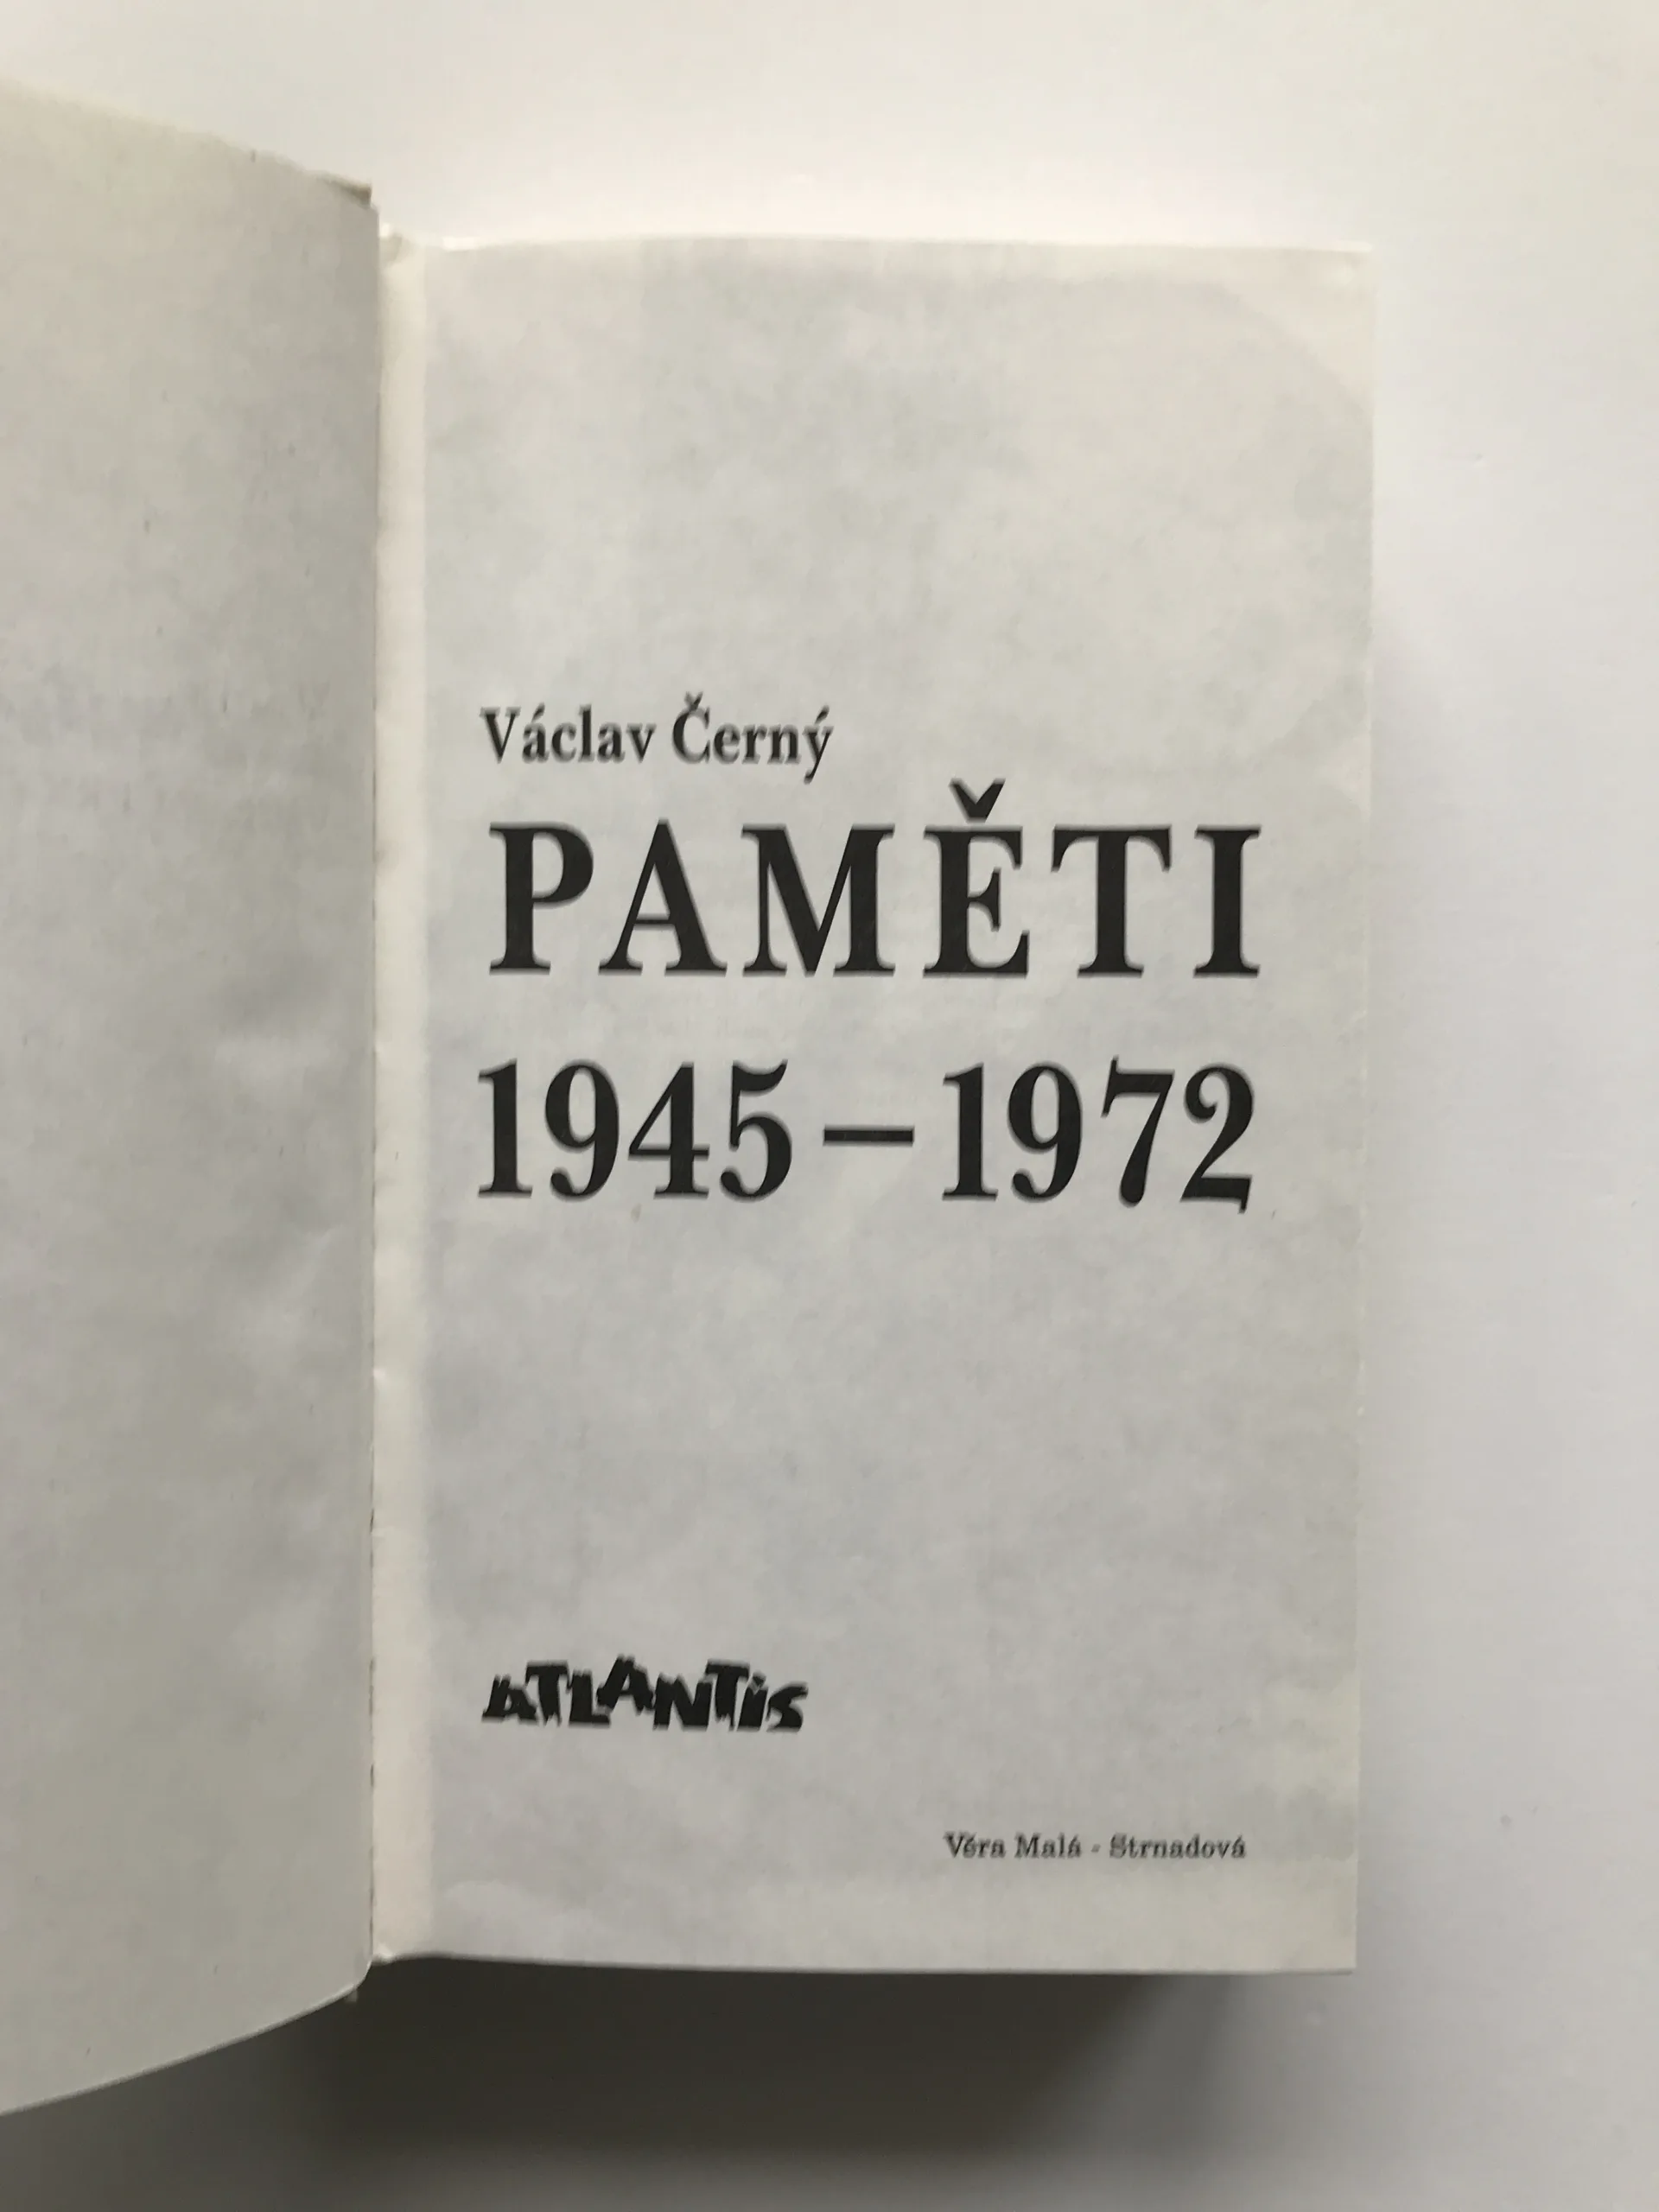 Václav Černý
PAMĚTI
1945–1972
ATLANTIS
Věra Malá - Strnadová